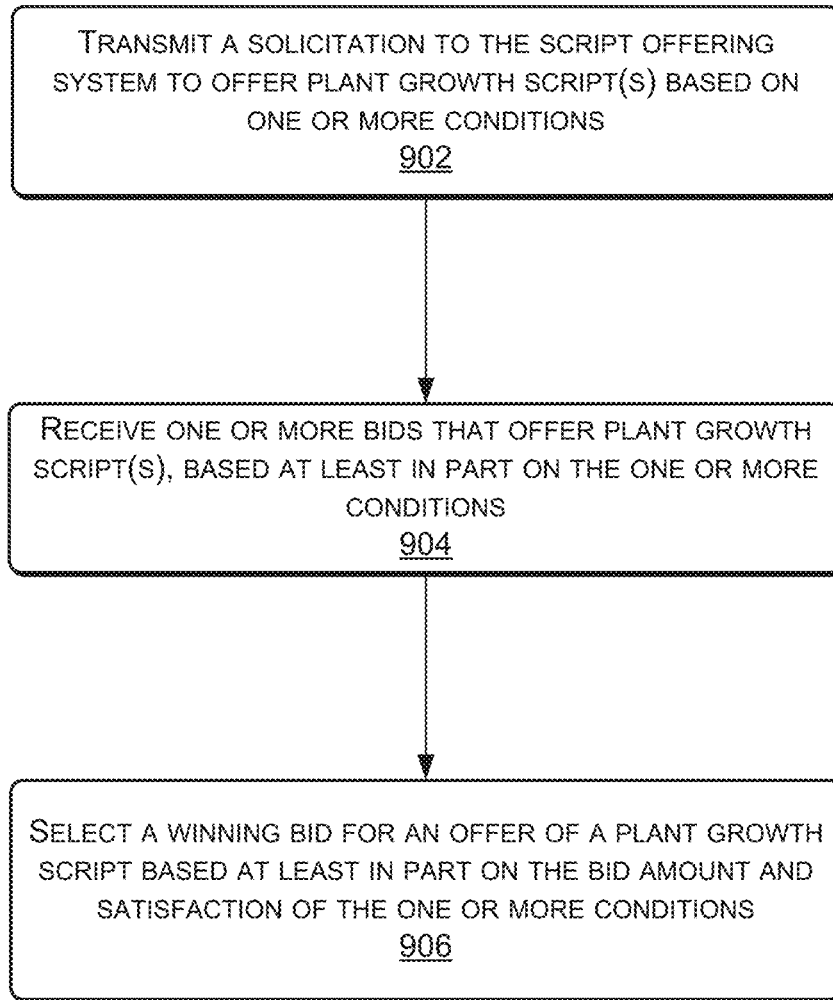 TRANSMIT A SOLICITATION TO THE SCRIPT OFFERING
SYSTEM TO OFFER PLANT GROWTH SCRIPT(S) BASED ON
ONE OR MORE CONDITIONS
902
RECEIVE ONE OR MORE BIDS THAT OFFER PLANT GROWTH
SCRIPT(S), BASED AT LEAST IN PART ON THE ONE OR MORE
CONDITIONS
904
SELECT A WINNING BID FOR AN OFFER OF A PLANT GROWTH
SCRIPT BASED AT LEAST IN PART ON THE BID AMOUNT AND
SATISFACTION OF THE ONE OR MORE CONDITIONS
906